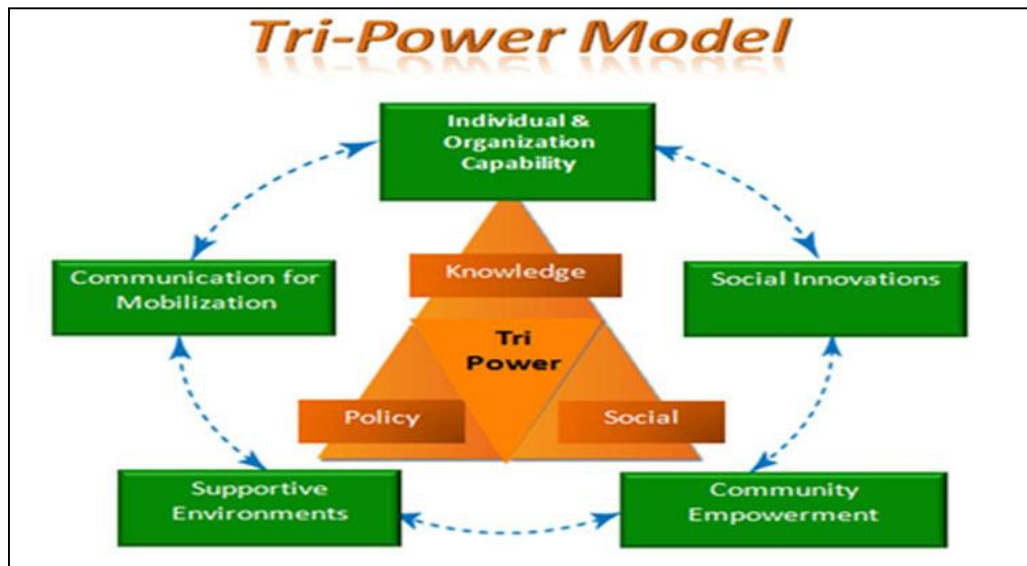 Tri-Power Model
Individual &
Organization
Capability
Communication for
Mobilization
Knowledge
Social Innovations
Tri
Power
Policy
Social
Supportive
Environments
Community
Empowerment